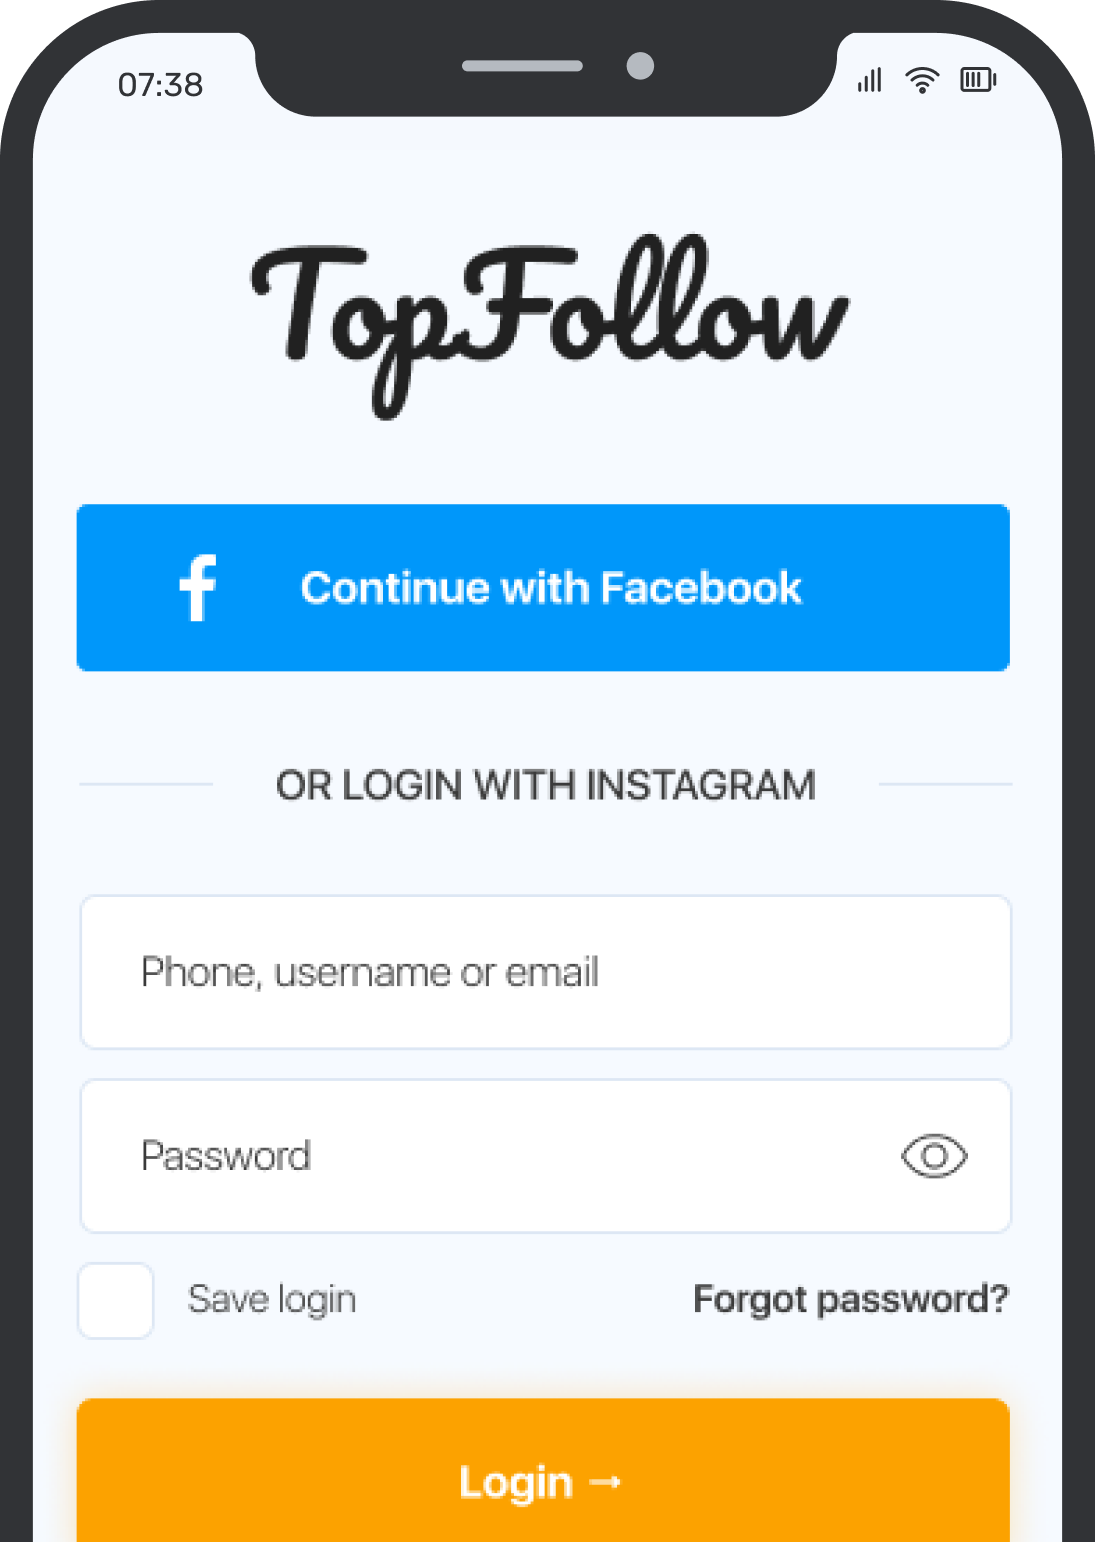 07:38
TopFollow
Continue with Facebook
OR LOGIN WITH INSTAGRAM
Phone, username or email
Password
Save login
Forgot password?
Login →